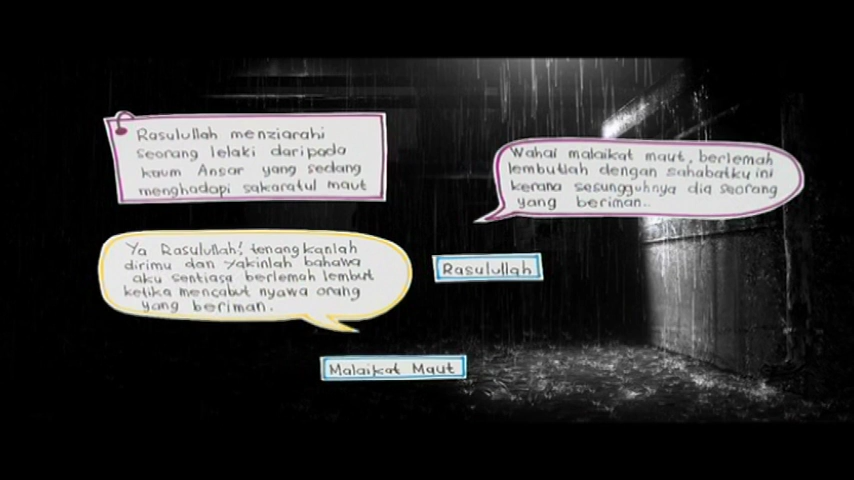 Rasulullah menziarahi
seorang lelaki daripada
kaum Ansar yang sedang
menghadapi sakaratul maut
Wahai malaikat maut, berlemah
lembutlah dengan sahabatku ini
kerana sesungguhnya dia seorang
yang beriman..
Rasulullah
Ya Rasulullah! tenangkanlah
dirimu dan yakinlah bahawa
aku sentiasa berlemah lembut
ketika mencabut nyawa orang
yang beriman.
Malaikat Maut